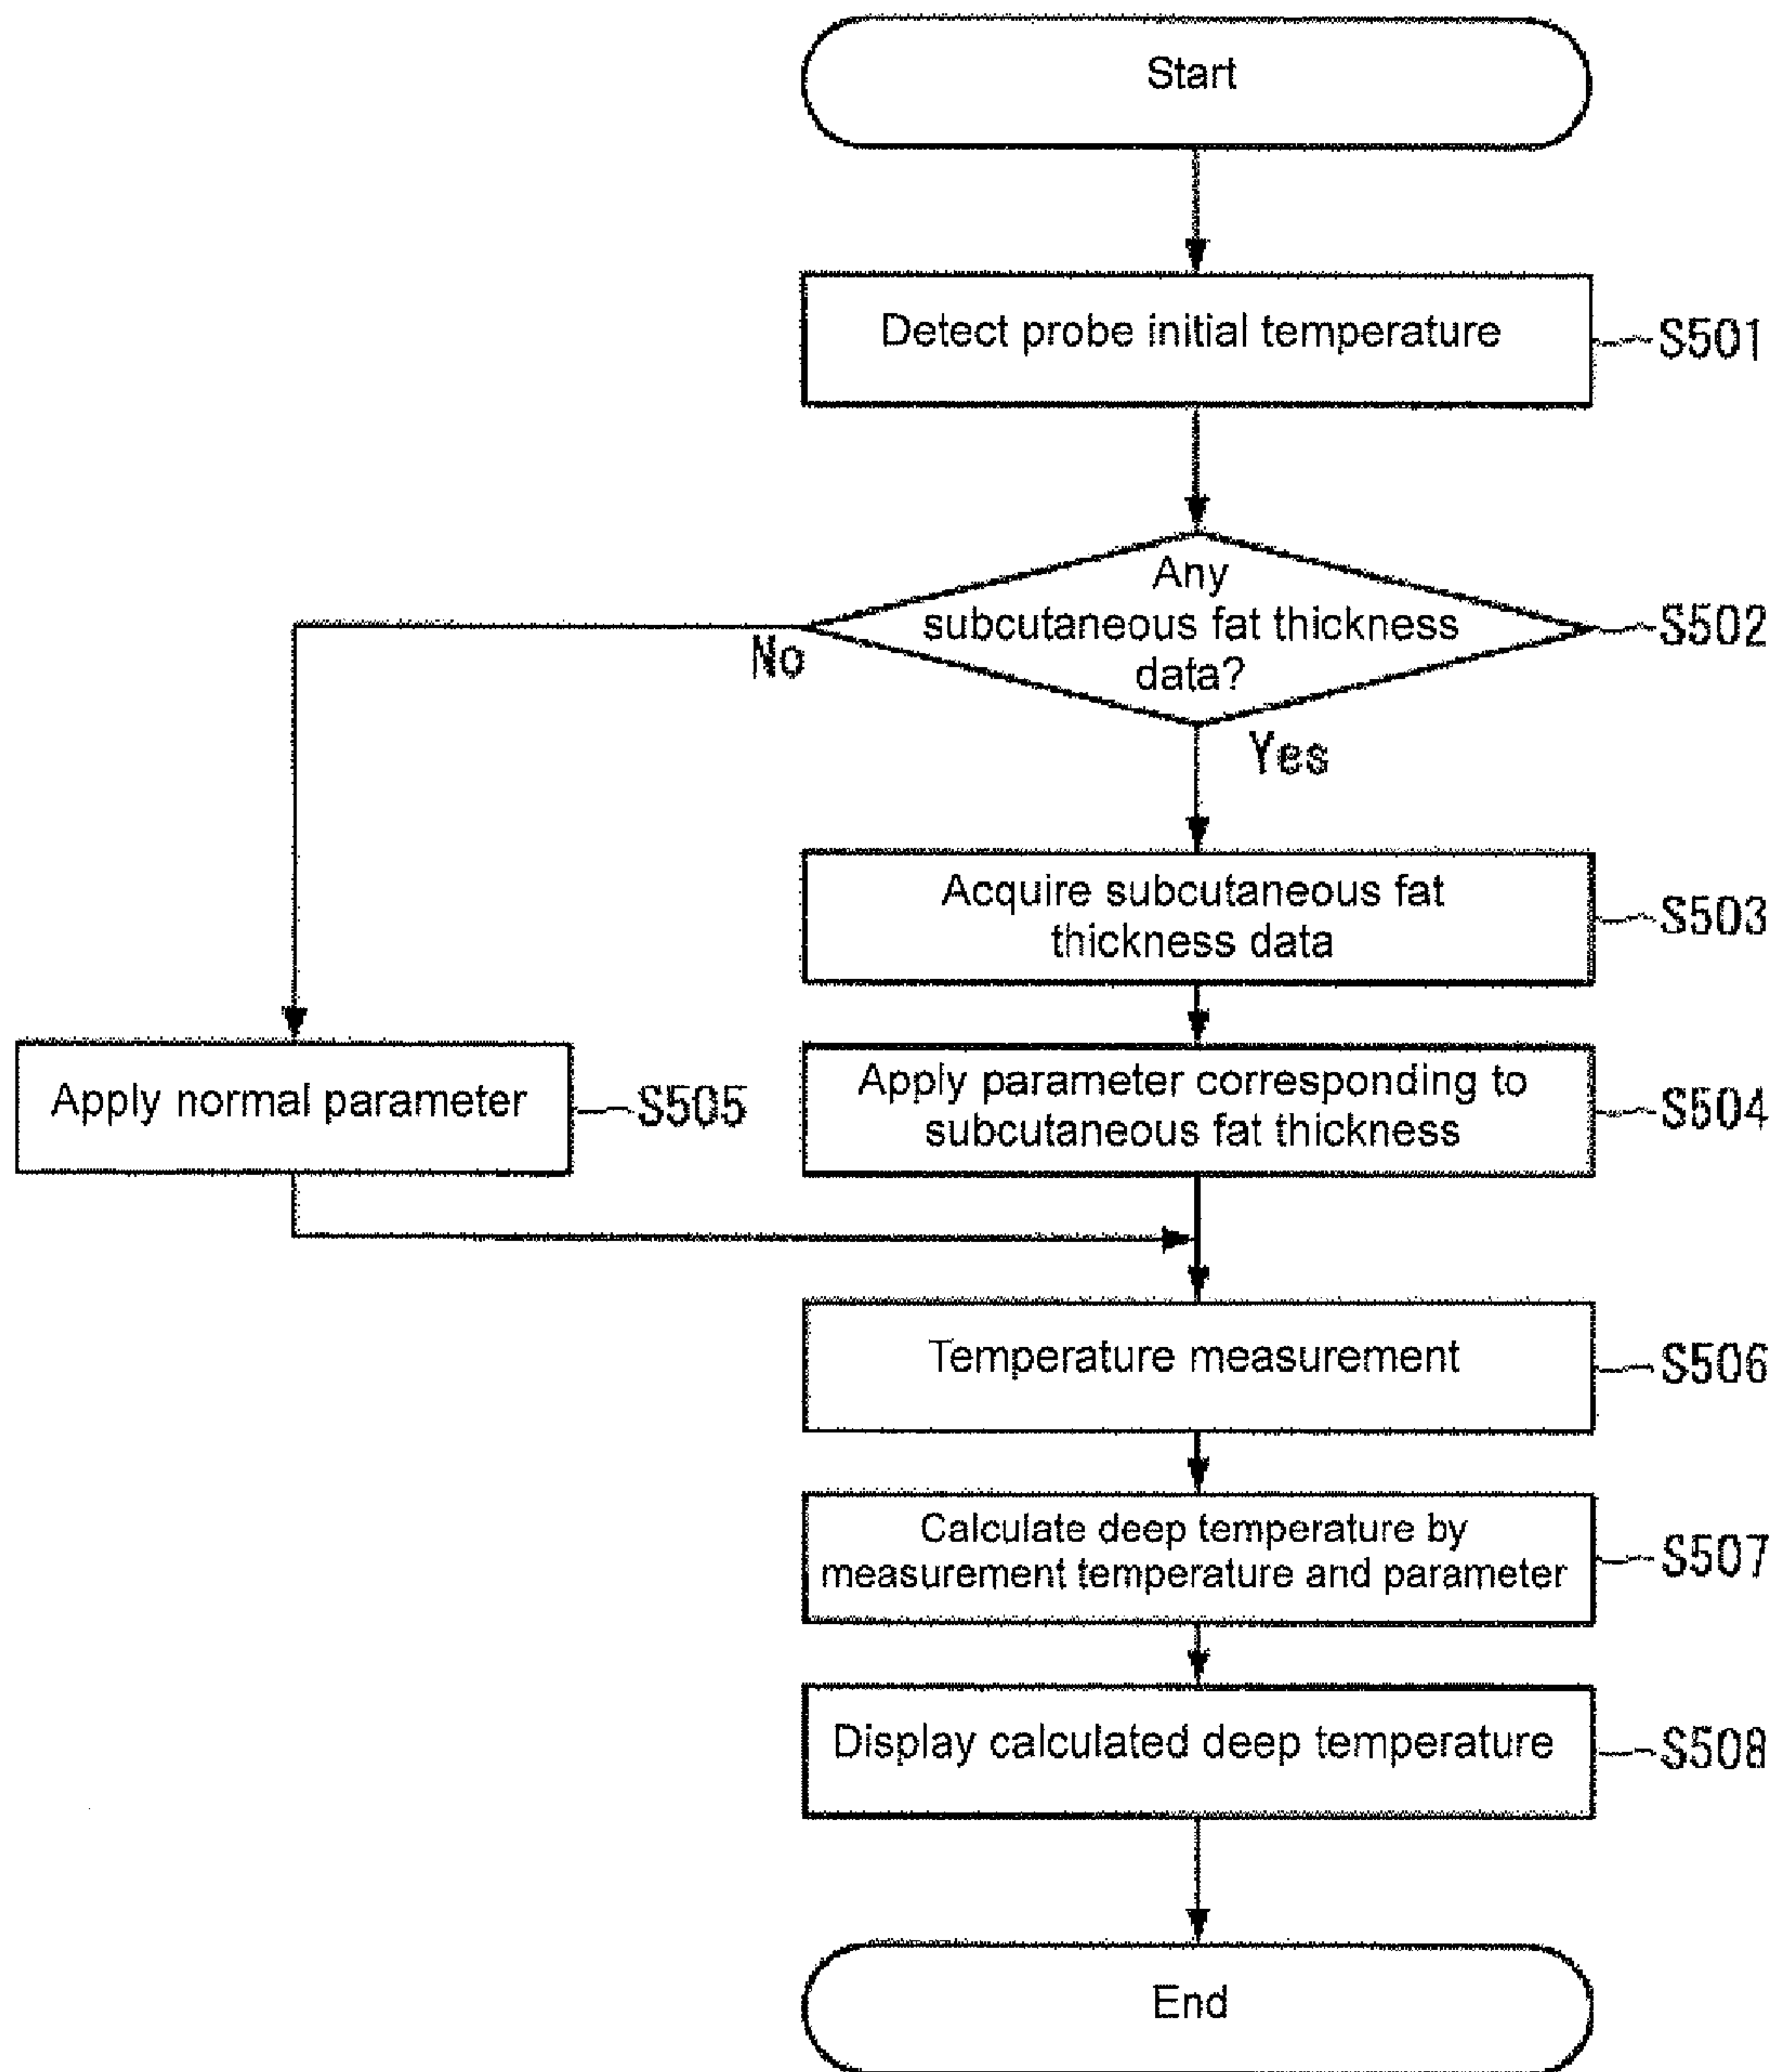 Start
Detect probe initial temperature
S501
Any
subcutaneous fat thickness
data?
S502
No
Yes
Acquire subcutaneous fat
thickness data
S503
Apply normal parameter
S505
Apply parameter corresponding to
subcutaneous fat thickness
S504
Temperature measurement
S506
Calculate deep temperature by
measurement temperature and parameter
S507
Display calculated deep temperature
S508
End